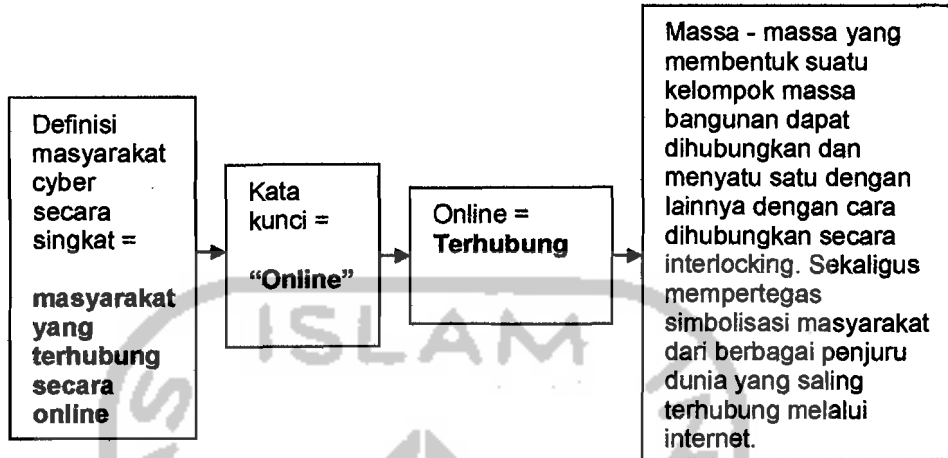 Definisi
masyarakat
cyber
secara
singkat =
masyarakat
yang
terhubung
secara
online
Kata
kunci =
“Online”
Online =
Terhubung
Massa - massa yang
membentuk suatu
kelompok massa
bangunan dapat
dihubungkan dan
menyatu satu dengan
lainnya dengan cara
dihubungkan secara
interlocking. Sekaligus
mempertegas
simbolisasi masyarakat
dari berbagai penjuru
dunia yang saling
terhubung melalui
internet.
ISLAM